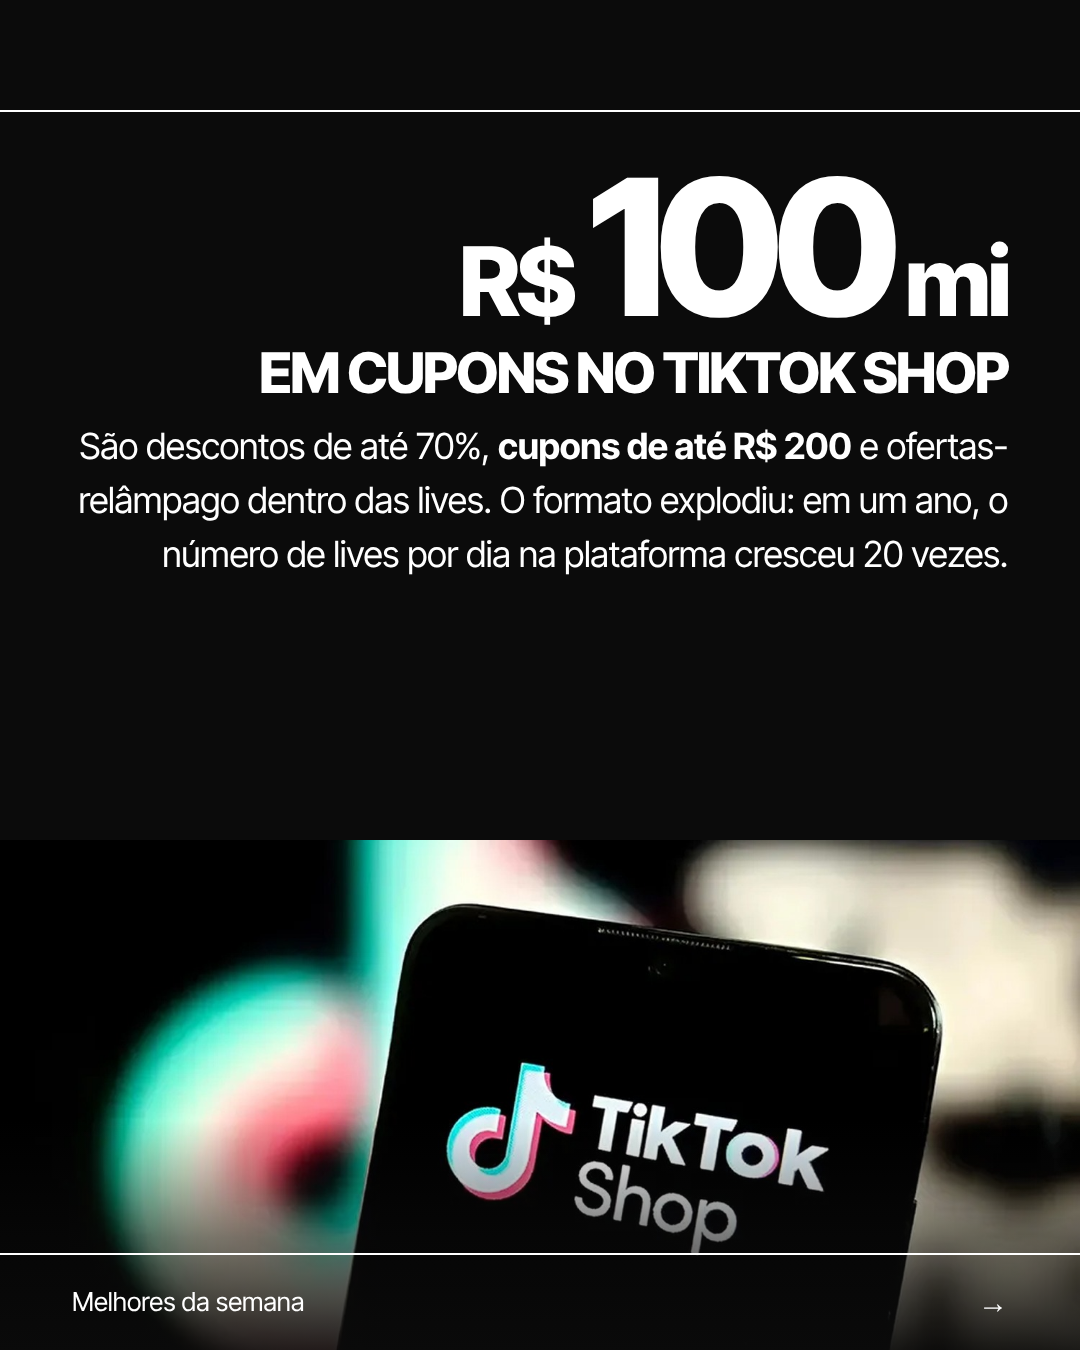 R$ 100 mi
EM CUPONS NO TIKTOK SHOP
São descontos de até 70%, cupons de até R$ 200 e ofertas-
relâmpago dentro das lives. O formato explodiu: em um ano, o
número de lives por dia na plataforma cresceu 20 vezes.
TikTok
Shop
Melhores da semana →